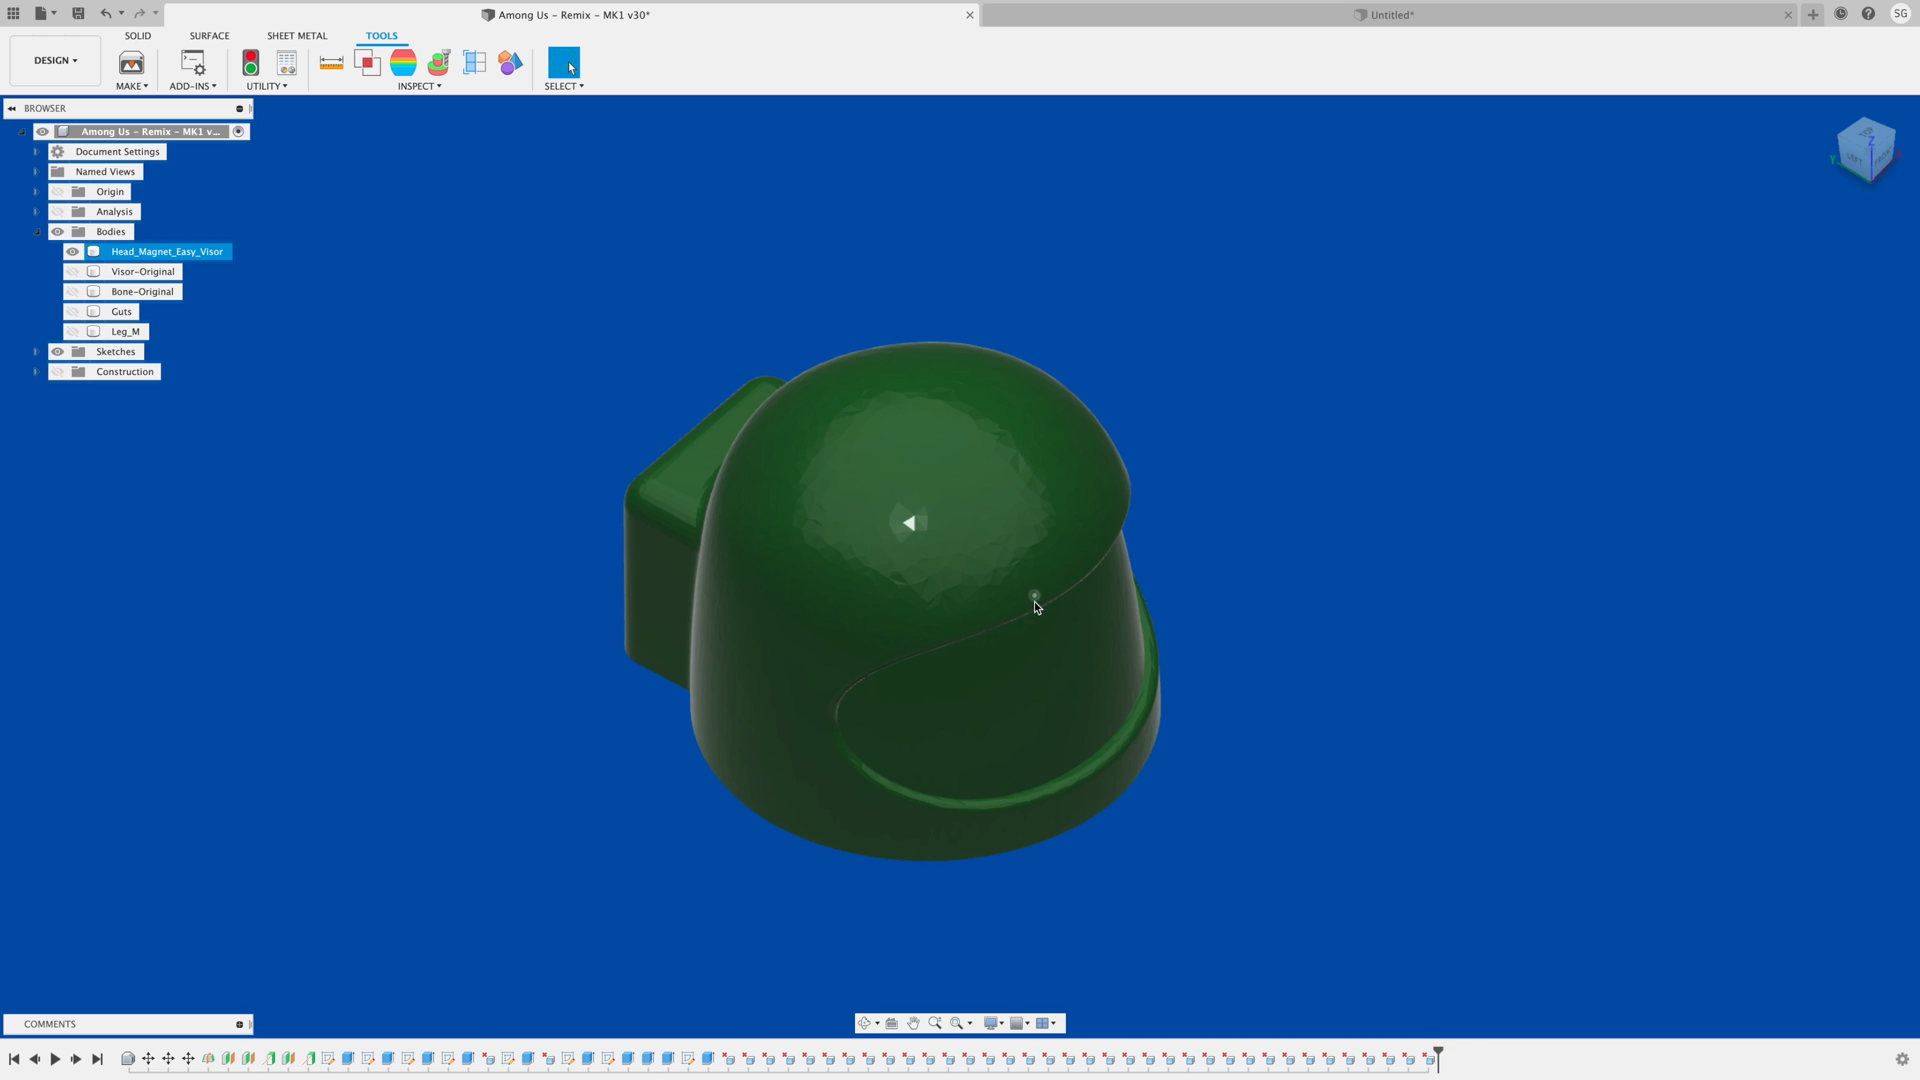 Among Us - Remix - MK1 v30*
Untitled*
SG
DESIGN
SOLID
SURFACE
SHEET METAL
TOOLS
MAKE
ADD-INS
UTILITY
INSPECT
SELECT
BROWSER
Among Us - Remix - MK1 v...
Document Settings
Named Views
Origin
Analysis
Bodies
Head_Magnet_Easy_Visor
Visor-Original
Bone-Original
Guts
Leg_M
Sketches
Construction
TOP
LEFT
Z
Y
COMMENTS